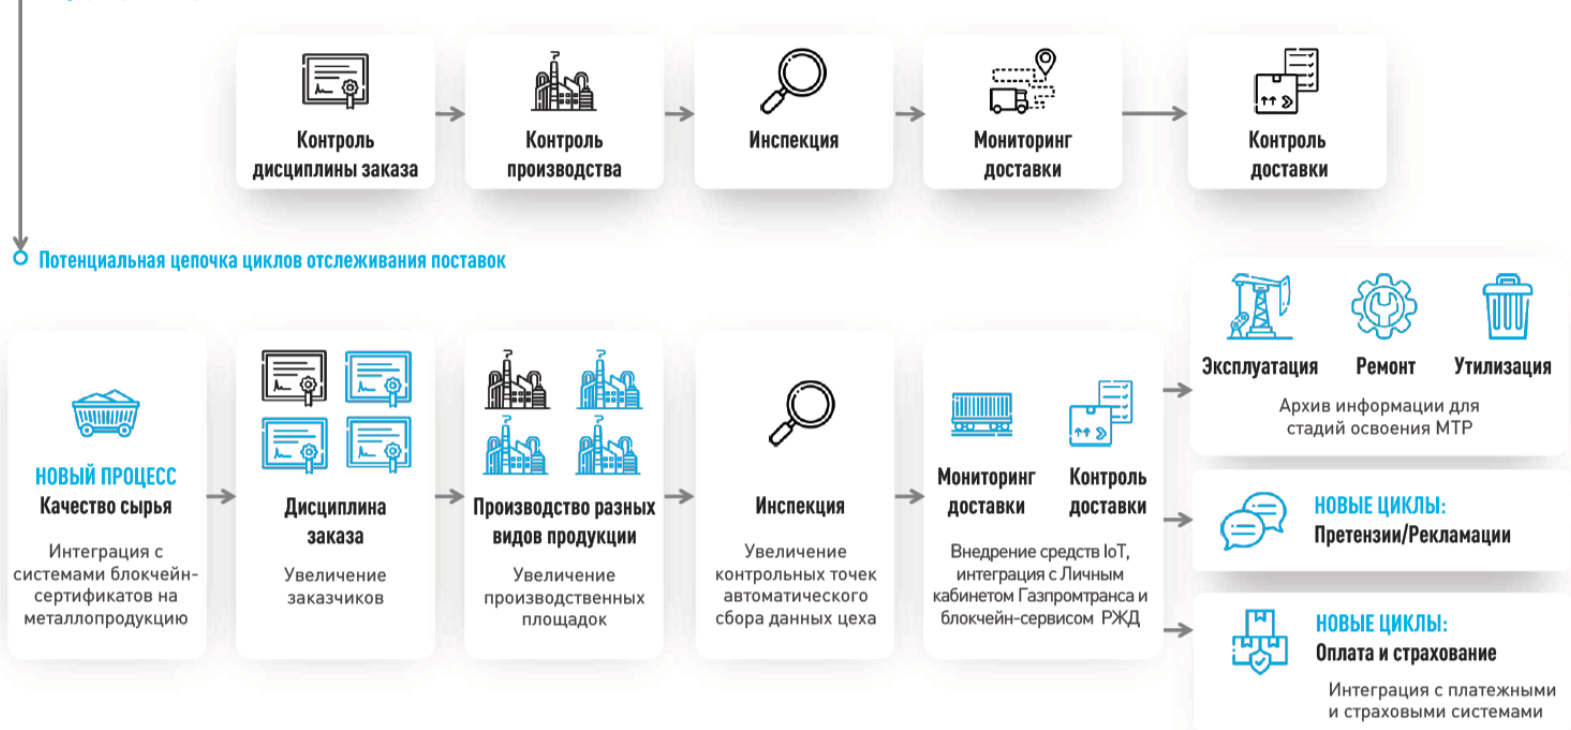 Контроль
дисциплины заказа
Контроль
производства
Инспекция
Мониторинг
доставки
Контроль
доставки
Потенциальная цепочка циклов отслеживания поставок
НОВЫЙ ПРОЦЕСС
Качество сырья
Интеграция с
системами блокчейн-
сертификатов на
металлопродукцию
Дисциплина
заказа
Увеличение
заказчиков
Производство разных
видов продукции
Увеличение
производственных
площадок
Инспекция
Увеличение
контрольных точек
автоматического
сбора данных цеха
Мониторинг
доставки
Контроль
доставки
Внедрение средств IoT,
интеграция с Личным
кабинетом Газпромтранса и
блокчейн-сервисом РЖД
Эксплуатация
Ремонт
Утилизация
Архив информации для
стадий освоения МТР
НОВЫЕ ЦИКЛЫ:
Претензии/Рекламации
НОВЫЕ ЦИКЛЫ:
Оплата и страхование
Интеграция с платежными
и страховыми системами